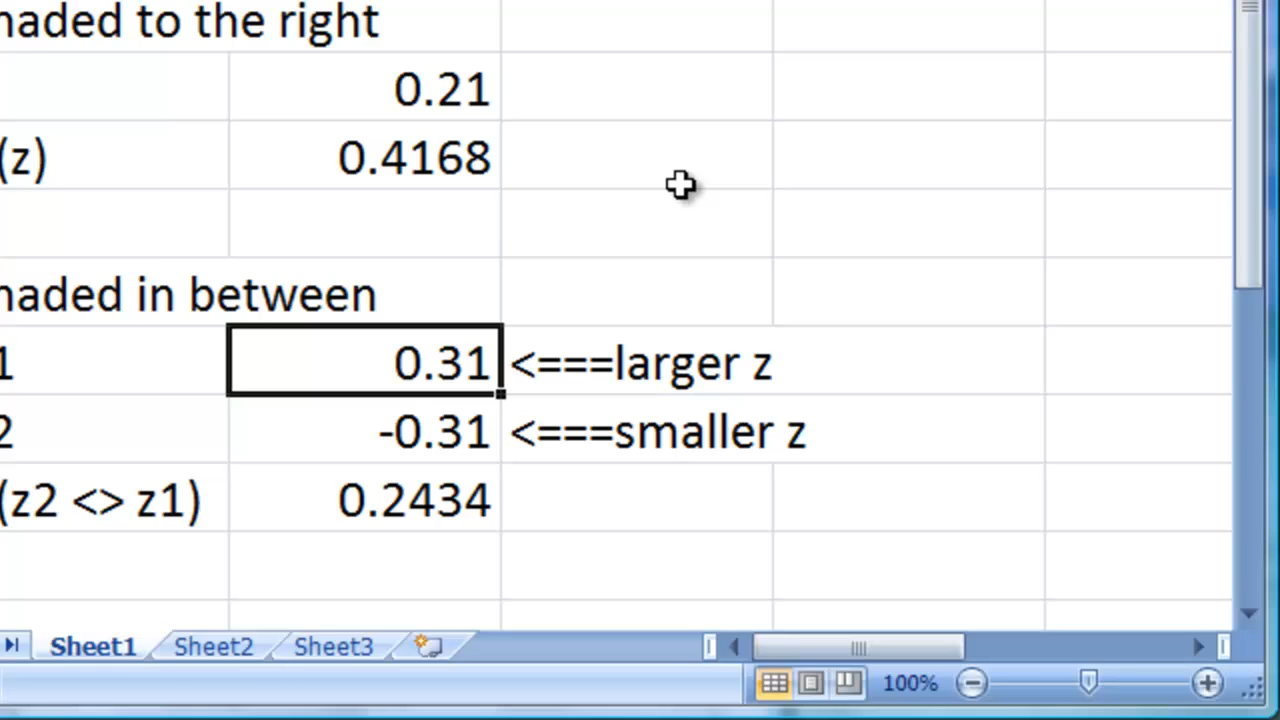 haded to the right
0.21
(z) 0.4168
haded in between
1 0.31 <===larger z
2 -0.31 <===smaller z
(z2 <> z1) 0.2434
Sheet1 Sheet2 Sheet3
100%